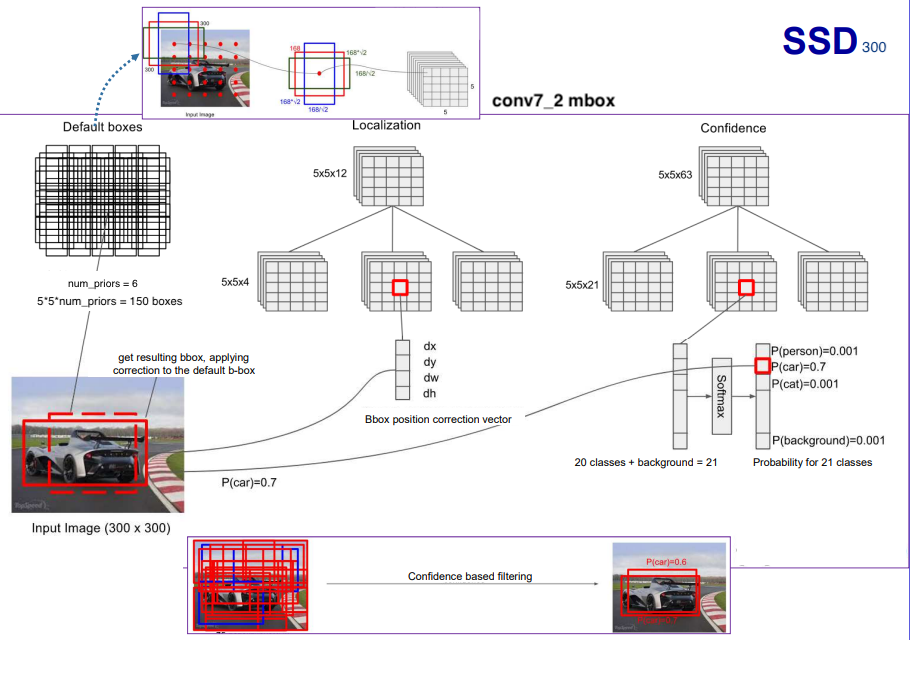 SSD 300
300
300
Input Image
168
168*√2
168/√2
168*√2
168/√2
5
5
conv7_2 mbox
Default boxes
Localization
Confidence
5x5x12
5x5x63
5x5x4
5x5x21
num_priors = 6
5*5*num_priors = 150 boxes
get resulting bbox, applying
correction to the default b-box
dx
dy
dw
dh
Bbox position correction vector
Softmax
P(person)=0.001
P(car)=0.7
P(cat)=0.001
P(background)=0.001
20 classes + background = 21
Probability for 21 classes
P(car)=0.7
TopSpeed
Input Image (300 x 300)
Confidence based filtering
P(car)=0.6